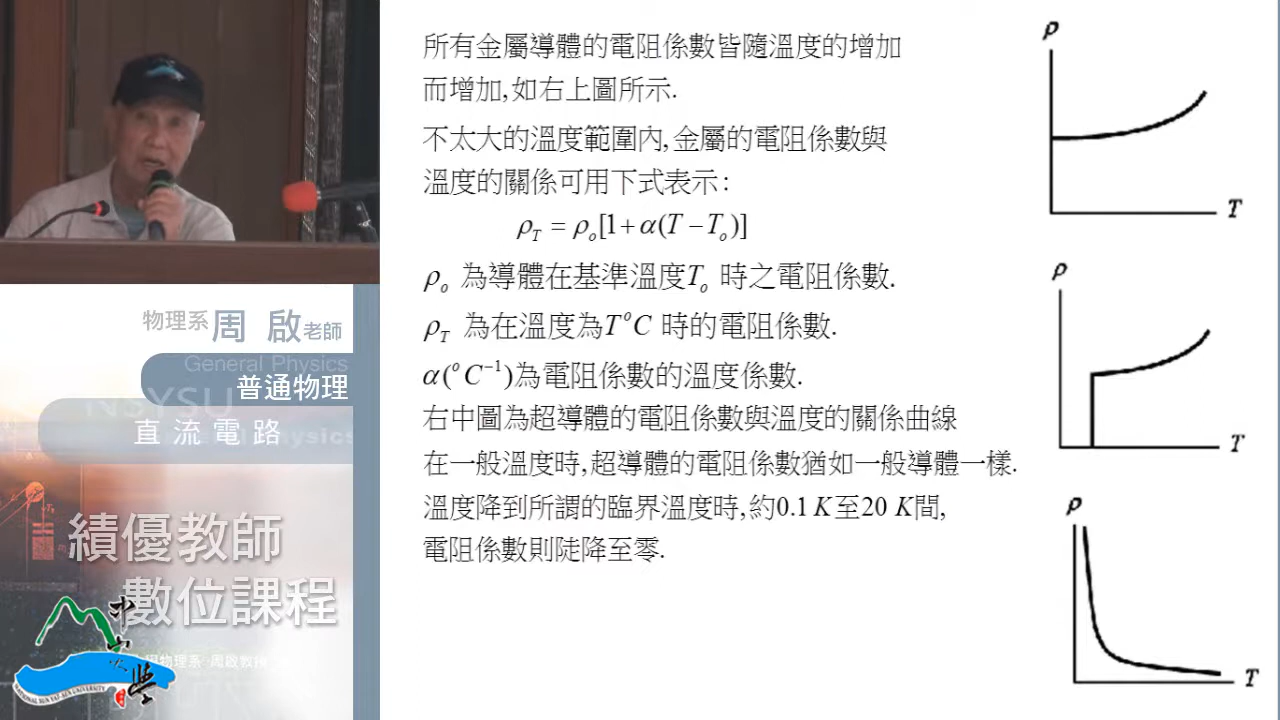 所有金屬導體的電阻係數皆隨溫度的增加
而增加,如右上圖所示.
不太大的溫度範圍內,金屬的電阻係數與
溫度的關係可用下式表示:
ρ_T = ρ_o[1+α(T−T_o)]
ρ_o 為導體在基準溫度T_o 時之電阻係數.
ρ_T 為在溫度為T°C 時的電阻係數.
α(°C⁻¹)為電阻係數的溫度係數.
右中圖為超導體的電阻係數與溫度的關係曲線
在一般溫度時,超導體的電阻係數猶如一般導體一樣.
溫度降到所謂的臨界溫度時,約0.1 K至20 K間,
電阻係數則陡降至零.
ρ
T
ρ
T
ρ
T
物理系周 啟老師
General Physics
普通物理
NSYSU
直流電路
績優教師
數位課程
NATIONAL SUN YAT-SEN UNIVERSITY